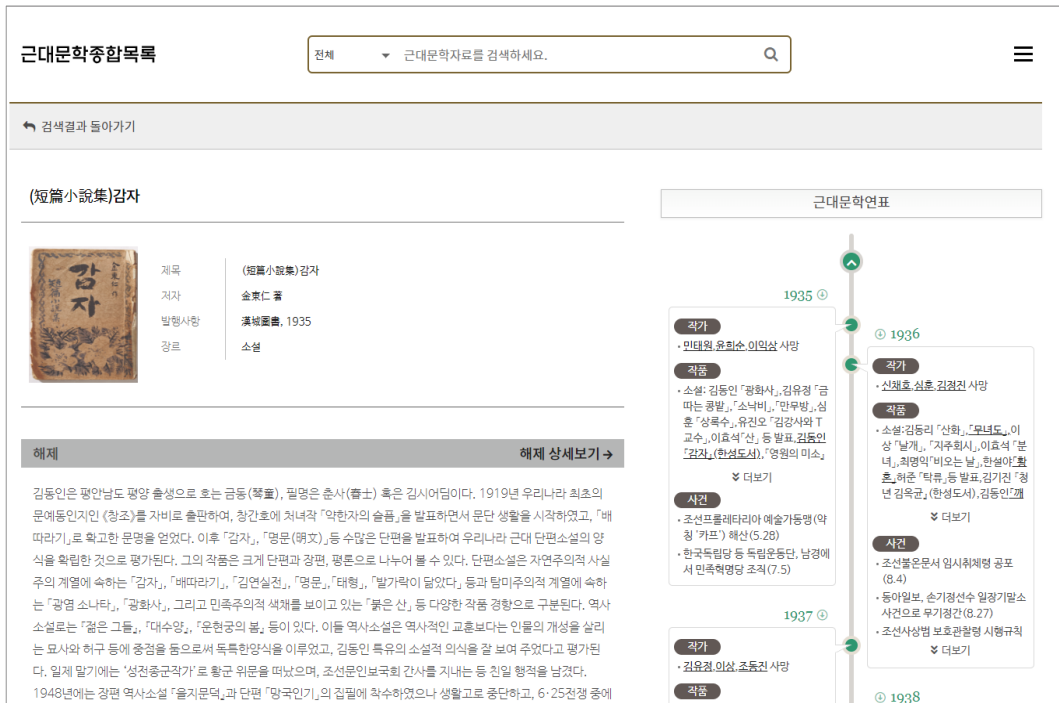 근대문학종합목록
전체
근대문학자료를 검색하세요.
검색결과 돌아가기
(短篇小說集)감자
감자
金東仁 作
短篇小說集
제목 (短篇小說集)감자
저자 金東仁 著
발행사항 漢城圖書, 1935
장르 소설
해제
해제 상세보기→
김동인은 평안남도 평양 출생으로 호는 금동(琴童), 필명은 춘사(春士) 혹은 김시어딤이다. 1919년 우리나라 최초의
문예동인지인 《창조》를 자비로 출판하여, 창간호에 처녀작 「약한자의 슬픔」을 발표하면서 문단 생활을 시작하였고, 「배
따라기」로 확고한 문명을 얻었다. 이후 「감자」, 「명문(明文)」등 수많은 단편을 발표하여 우리나라 근대 단편소설의 양
식을 확립한 것으로 평가된다. 그의 작품은 크게 단편과 장편, 평론으로 나누어 볼 수 있다. 단편소설은 자연주의적 사실
주의 계열에 속하는 「감자」, 「배따라기」, 「김연실전」, 「명문」, 「태형」, 「발가락이 닮았다」 등과 탐미주의적 계열에 속하
는 「광염 소나타」, 「광화사」, 그리고 민족주의적 색채를 보이고 있는 「붉은 산」 등 다양한 작품 경향으로 구분된다. 역사
소설로는 「젊은 그들」, 「대수양」, 「운현궁의 봄」 등이 있다. 이들 역사소설은 역사적인 교훈보다는 인물의 개성을 살리
는 묘사와 허구 등에 중점을 둠으로써 독특한양식을 이루었고, 김동인 특유의 소설적 의식을 잘 보여 주었다고 평가된
다. 일제 말기에는 '성전종군작가'로 황군 위문을 떠났으며, 조선문인보국회 간사를 지내는 등 친일 행적을 남겼다.
1948년에는 장편 역사소설 「을지문덕」과 단편 「망국인기」의 집필에 착수하였으나 생활고로 중단하고, 6·25전쟁 중에
근대문학연표
1935
작가
• 민태원,윤희순,이익상 사망
작품
• 소설: 김동인 「광화사」,김유정 「금
따는 콩밭」,「소낙비」,「만무방」,심
훈 「상록수」,유진오 「김강사와 T
교수」,이효석「산」 등 발표,김동인
「감자」(한성도서),「영원의 미소」
더보기
사건
• 조선프롤레타리아 예술가동맹(약
칭 '카프') 해산(5.28)
• 한국독립당 등 독립운동단, 남경에
서 민족혁명당 조직(7.5)
1936
작가
• 신채호,심훈,김정진 사망
작품
• 소설:김동리 「산화」,「무녀도」,이
상 「날개」, 「지주회시」,이효석 「분
녀」,최명익「비오는 날」,한설야「황
혼」,허준 「탁류」등 발표,김기진 「청
년 김옥균」(한성도서),김동인「깨
더보기
사건
• 조선불온문서 임시취체령 공포
(8.4)
• 동아일보, 손기정선수 일장기말소
사건으로 무기정간(8.27)
• 조선사상범 보호관찰령 시행규칙
더보기
1937
작가
• 김유정,이상,조동진 사망
작품
1938